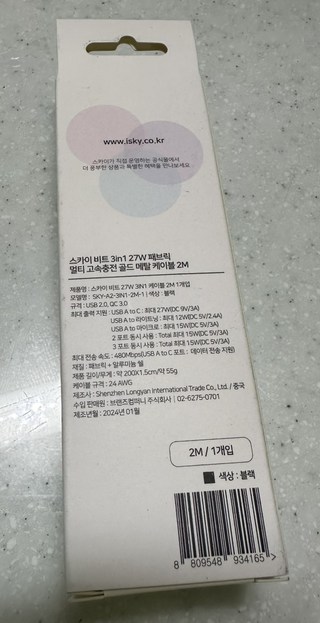 www.isky.co.kr
스카이가 직접 운영하는 공식몰에서
더 풍부한 상품과 특별한 혜택을 만나보세요
스카이 비트 3in1 27W 패브릭
멀티 고속충전 골드 메탈 케이블 2M
제품명 : 스카이 비트 27W 3IN1 케이블 2M 1개입
모델명 : SKY-A2-3IN1-2M-1 | 색상 : 블랙
규격 : USB 2.0, QC 3.0
최대 출력 지원 : USB A to C : 최대 27W(DC 9V/3A)
USB A to 라이트닝 : 최대 12W(DC 5V/2.4A)
USB A to 마이크로 : 최대 15W(DC 5V/3A)
2 포트 동시 사용 : Total 최대 15W(DC 5V/3A)
3 포트 동시 사용 : Total 최대 15W(DC 5V/3A)
최대 전송 속도 : 480Mbps(USB A to C 포트 : 데이터 전송 지원)
재질 : 패브릭 + 알루미늄 쉘
제품 길이/무게 : 약 200X1.5cm/약 55g
케이블 규격 : 24 AWG
제조사 : Shenzhen Longyan International Trade Co., Ltd. / 중국
수입 판매원 : 브랜즈컴퍼니 주식회사 | 02-6275-0701
제조년월 : 2024년 01월
2M / 1개입
색상 : 블랙
8 809548 934165 >